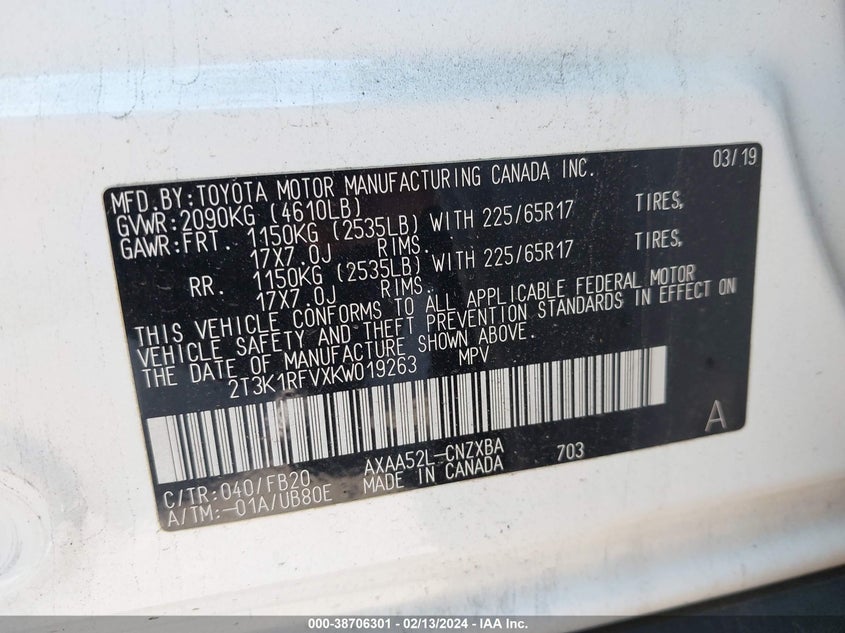 03/19
MFD.BY:TOYOTA MOTOR MANUFACTURING CANADA INC.
GVWR:2090KG (4610LB)
GAWR:FRT. 1150KG (2535LB) WITH 225/65R17 TIRES,
17X7.0J RIMS.
RR. 1150KG (2535LB) WITH 225/65R17 TIRES,
17X7.0J RIMS.
THIS VEHICLE CONFORMS TO ALL APPLICABLE FEDERAL MOTOR
VEHICLE SAFETY AND THEFT PREVENTION STANDARDS IN EFFECT ON
THE DATE OF MANUFACTURE SHOWN ABOVE.
2T3K1RFVXKW019263 MPV
A
C/TR:040/FB20 AXAA52L-CNZXBA 703
A/TM:-01A/UB80E MADE IN CANADA
000-38706301 - 02/13/2024 - IAA Inc.